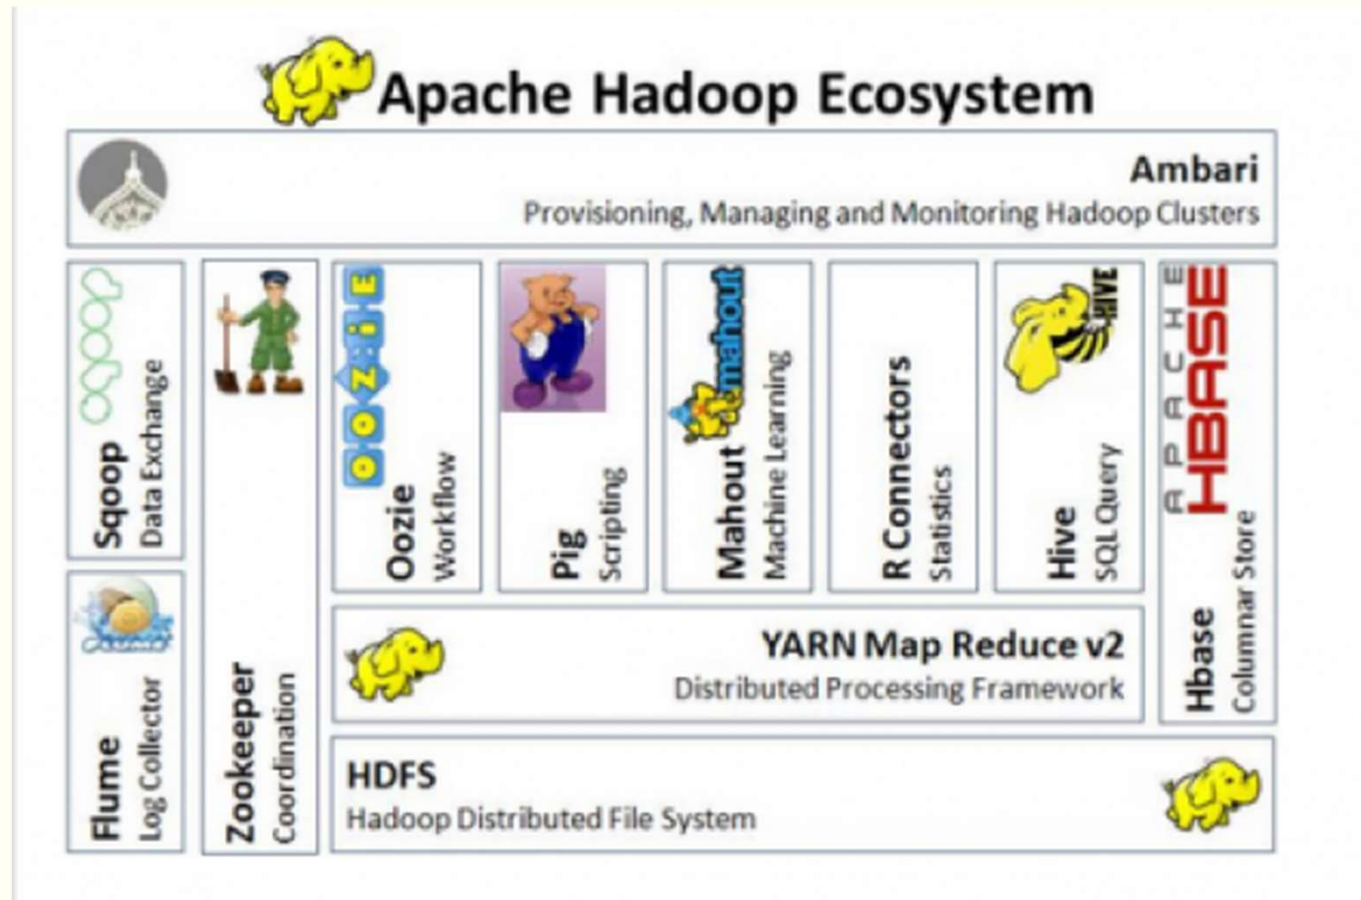 Apache Hadoop Ecosystem
Ambari
Provisioning, Managing and Monitoring Hadoop Clusters
Sqoop
Data Exchange
Flume
Log Collector
Zookeeper
Coordination
OOZIE
Oozie
Workflow
Pig
Scripting
mahout
Mahout
Machine Learning
R Connectors
Statistics
HIVE
Hive
SQL Query
APACHE
HBASE
Hbase
Columnar Store
YARN Map Reduce v2
Distributed Processing Framework
HDFS
Hadoop Distributed File System